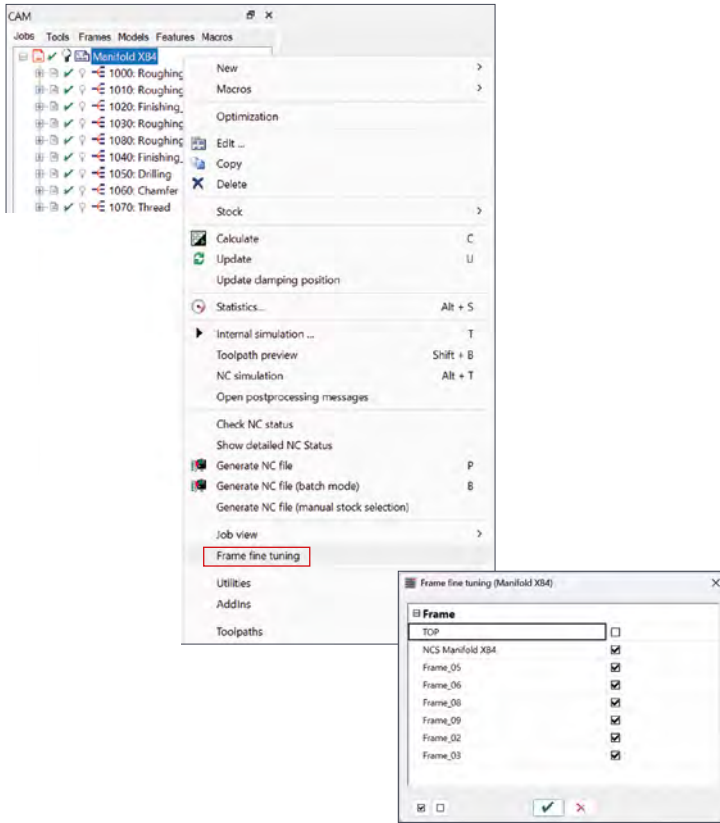 CAM
Jobs Tools Frames Models Features Macros
Manifold X84
1000: Roughing
1010: Roughing
1020: Finishing_
1030: Roughing
1080: Roughing
1040: Finishing_
1050: Drilling
1060: Chamfer
1070: Thread
New
Macros
Optimization
Edit ...
Copy
Delete
Stock
Calculate C
Update U
Update clamping position
Statistics... Alt + S
Internal simulation ... T
Toolpath preview Shift + B
NC simulation Alt + T
Open postprocessing messages
Check NC status
Show detailed NC Status
Generate NC file P
Generate NC file (batch mode) B
Generate NC file (manual stock selection)
Job view
Frame fine tuning
Utilities
AddIns
Toolpaths
Frame fine tuning (Manifold X84)
Frame
TOP
NCS Manifold X84
Frame_05
Frame_06
Frame_08
Frame_09
Frame_02
Frame_03